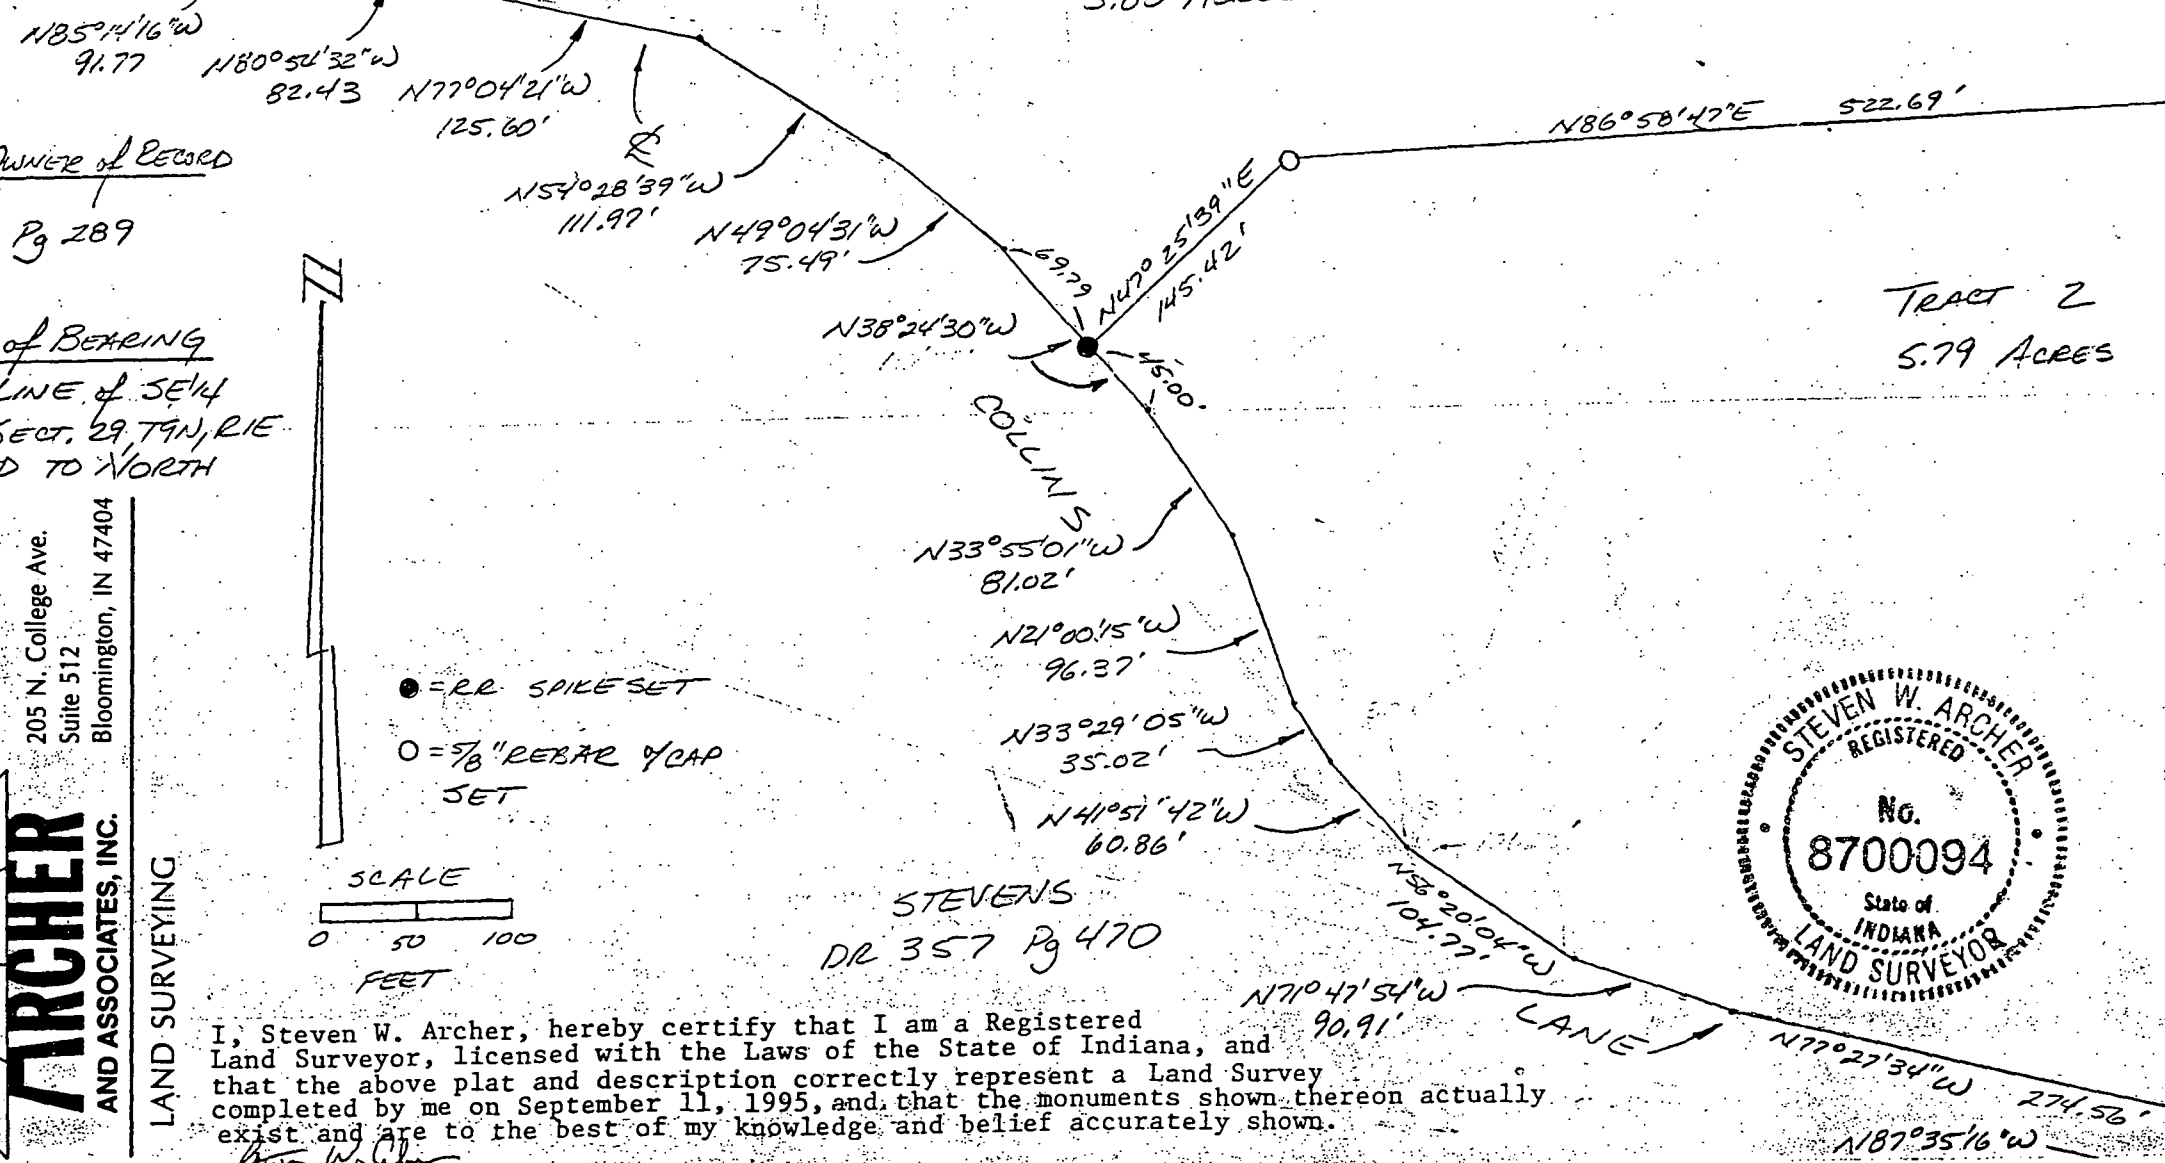 N85°14'16"W
91.77
N80°54'32"W
82.43
N77°04'21"W
125.60'
N54°28'39"W
111.97'
N49°04'31"W
75.49'
69.79
N47°25'39"E
145.42'
N86°58'47"E 522.69'
OWNER of RECORD
Pg 289
of BEARING
LINE of SE1/4
SECT. 29, T9N, R1E
TO NORTH
N38°24'30"W
45.00
TRACT 2
5.79 ACRES
COLLINS
N33°55'01"W
81.02'
N21°00'15"W
96.37'
N33°29'05"W
35.02'
N41°51'42"W
60.86'
N56°20'04"W
104.77'
N71°47'54"W
90.91'
LANE
N77°27'34"W 274.56'
N87°35'16"W
N
● = RR SPIKE SET
○ = 5/8" REBAR w/CAP
SET
SCALE
0 50 100
FEET
STEVENS
DR 357 Pg 470
ARCHER
AND ASSOCIATES, INC.
205 N. College Ave.
Suite 512
Bloomington, IN 47404
LAND SURVEYING
STEVEN W. ARCHER
REGISTERED
No.
8700094
State of
INDIANA
LAND SURVEYOR
I, Steven W. Archer, hereby certify that I am a Registered
Land Surveyor, licensed with the Laws of the State of Indiana, and
that the above plat and description correctly represent a Land Survey
completed by me on September 11, 1995, and that the monuments shown thereon actually
exist and are to the best of my knowledge and belief accurately shown.